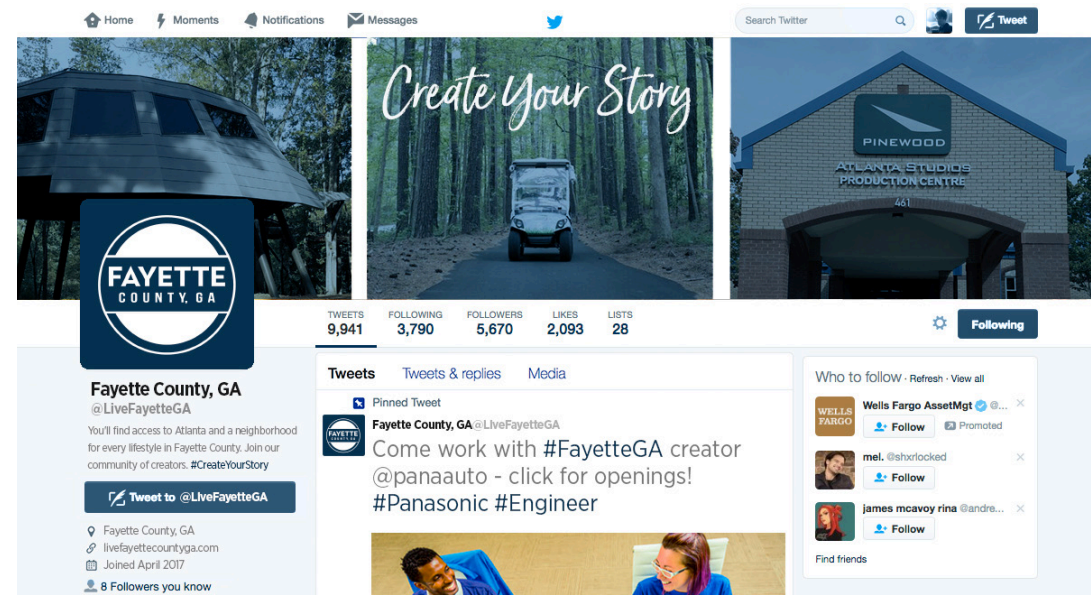 Home
Moments
Notifications
Messages
Search Twitter
Tweet
Create Your Story
PINEWOOD
ATLANTA STUDIOS
PRODUCTION CENTRE
461
FAYETTE
COUNTY, GA
TWEETS
9,941
FOLLOWING
3,790
FOLLOWERS
5,670
LIKES
2,093
LISTS
28
Following
Fayette County, GA
@LiveFayetteGA
You'll find access to Atlanta and a neighborhood
for every lifestyle in Fayette County. Join our
community of creators. #CreateYourStory
Tweet to @LIveFayetteGA
Fayette County, GA
livefayettecountyga.com
Joined April 2017
8 Followers you know
Tweets
Tweets & replies
Media
Pinned Tweet
FAYETTE
COUNTY, GA
Fayette County, GA@LiveFayetteGA
Come work with #FayetteGA creator
@panaauto - click for openings!
#Panasonic #Engineer
Who to follow · Refresh · View all
WELLS
FARGO
Wells Fargo AssetMgt @...
Follow
Promoted
mel. @shxrlocked
Follow
james mcavoy rina @andre...
Follow
Find friends